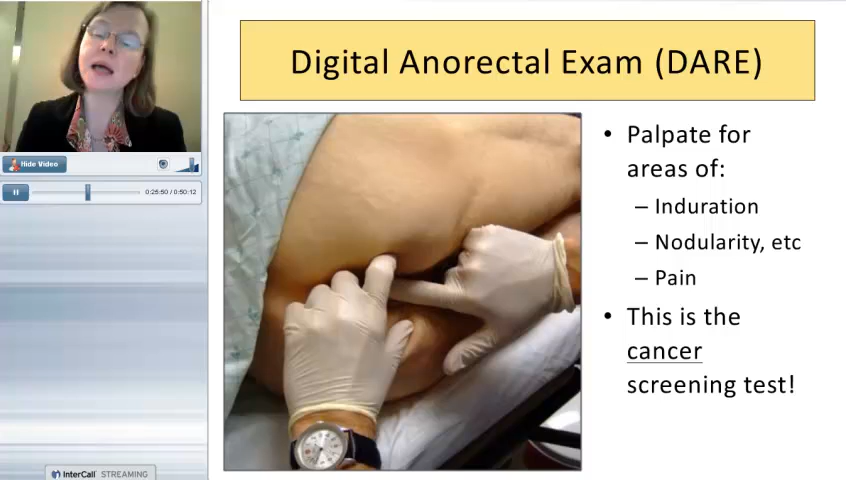 Digital Anorectal Exam (DARE)
Hide Video
0:25:50 / 0:50:12
• Palpate for
areas of:
– Induration
– Nodularity, etc
– Pain
• This is the
cancer
screening test!
InterCall STREAMING